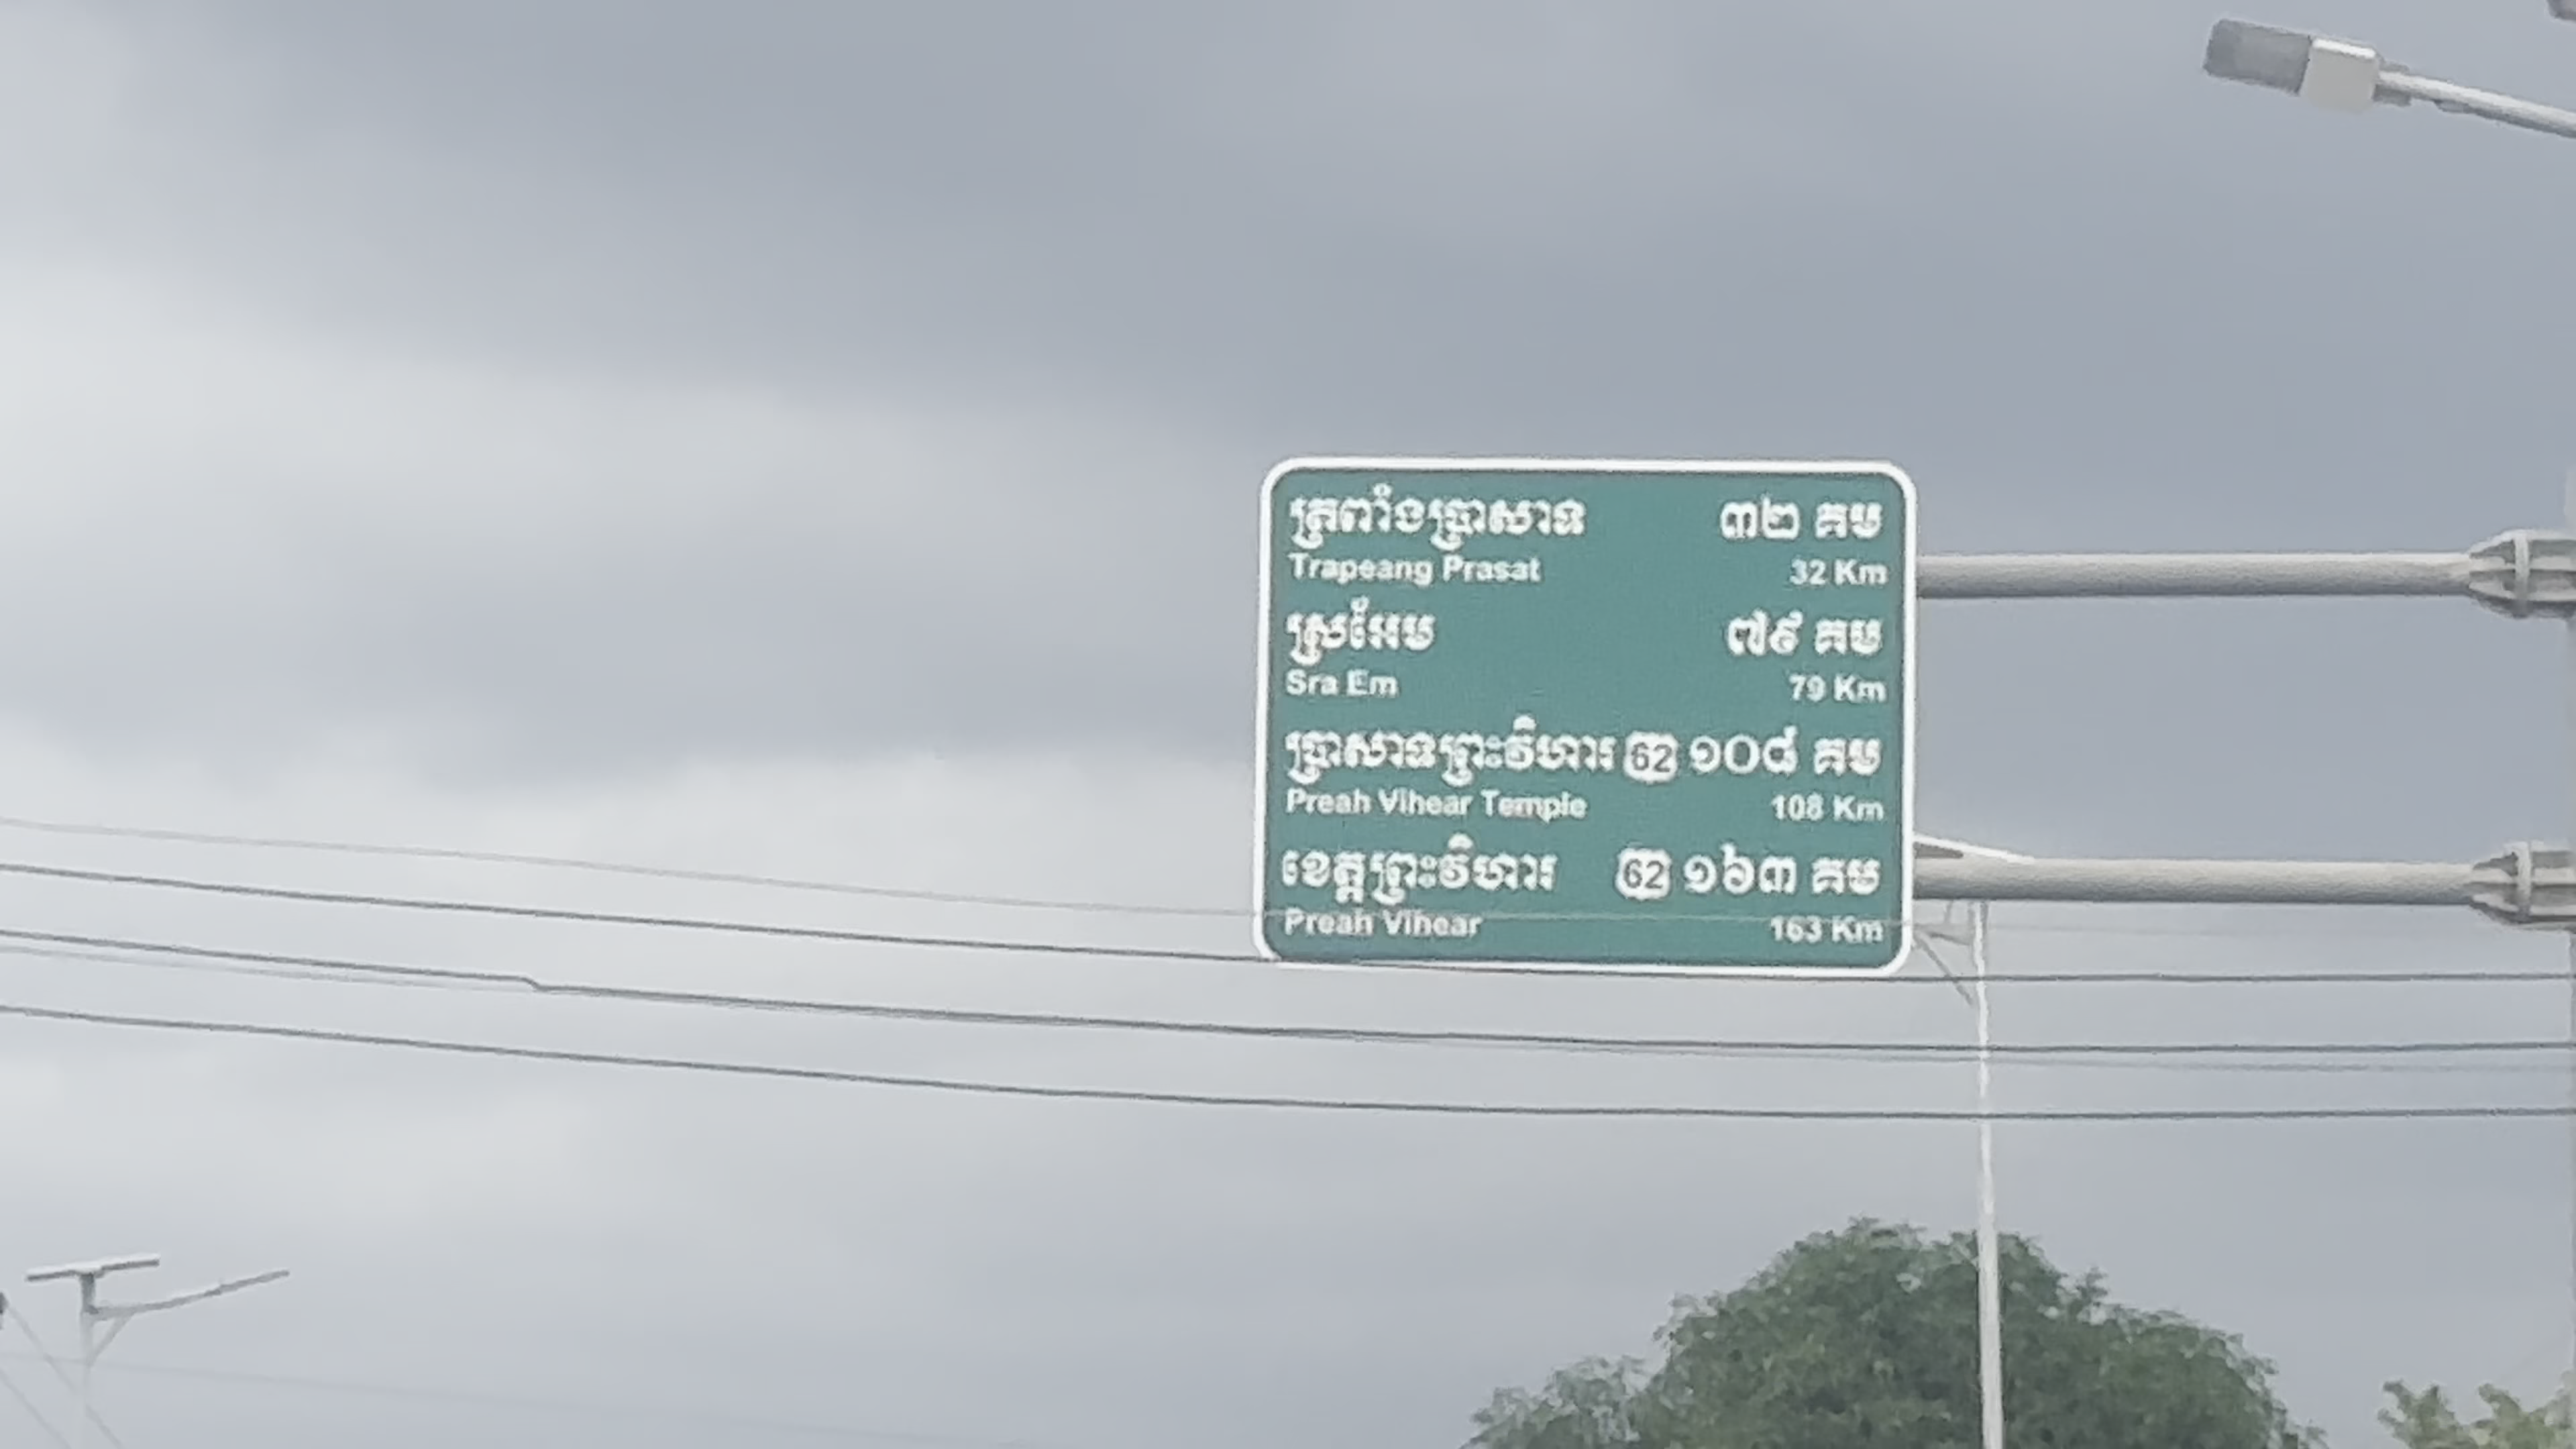 ត្រពាំងប្រាសាទ ៣២ គម
Trapeang Prasat 32 Km
ស្រអែម ៧៩ គម
Sra Em 79 Km
ប្រាសាទព្រះវិហារ 62 ១០៨ គម
Preah Vihear Temple 108 Km
ខេត្តព្រះវិហារ 62 ១៦៣ គម
Preah Vihear 163 Km